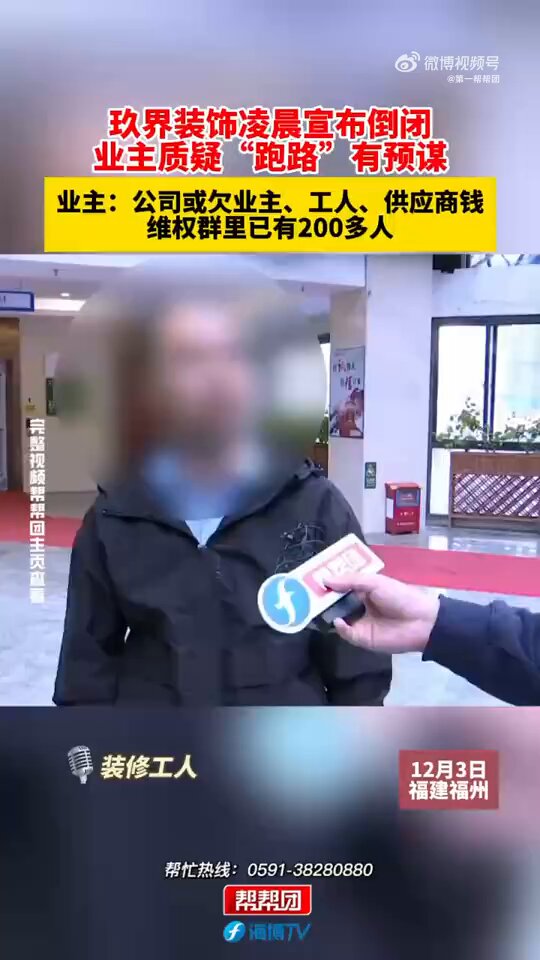 微博视频号
@第一帮帮团
玖界装饰凌晨宣布倒闭
业主质疑“跑路”有预谋
业主：公司或欠业主、工人、供应商钱
维权群里已有200多人
完整视频帮帮团主页查看
帮帮团
装修工人
12月3日
福建福州
帮忙热线：0591-38280880
帮帮团
海博TV